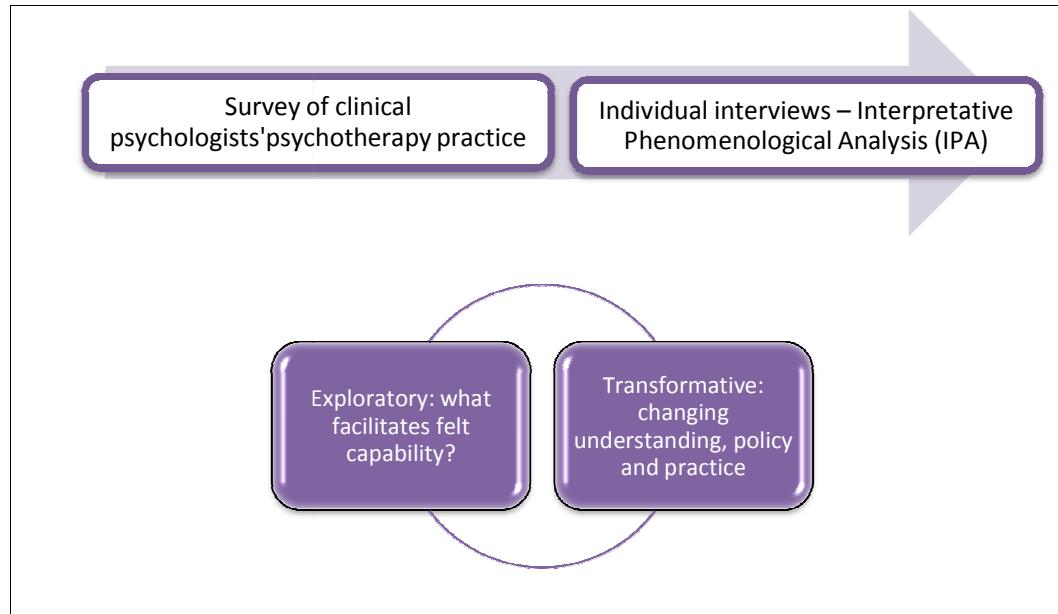 Survey of clinical
psychologists'psychotherapy practice
Individual interviews – Interpretative
Phenomenological Analysis (IPA)
Exploratory: what
facilitates felt
capability?
Transformative:
changing
understanding, policy
and practice